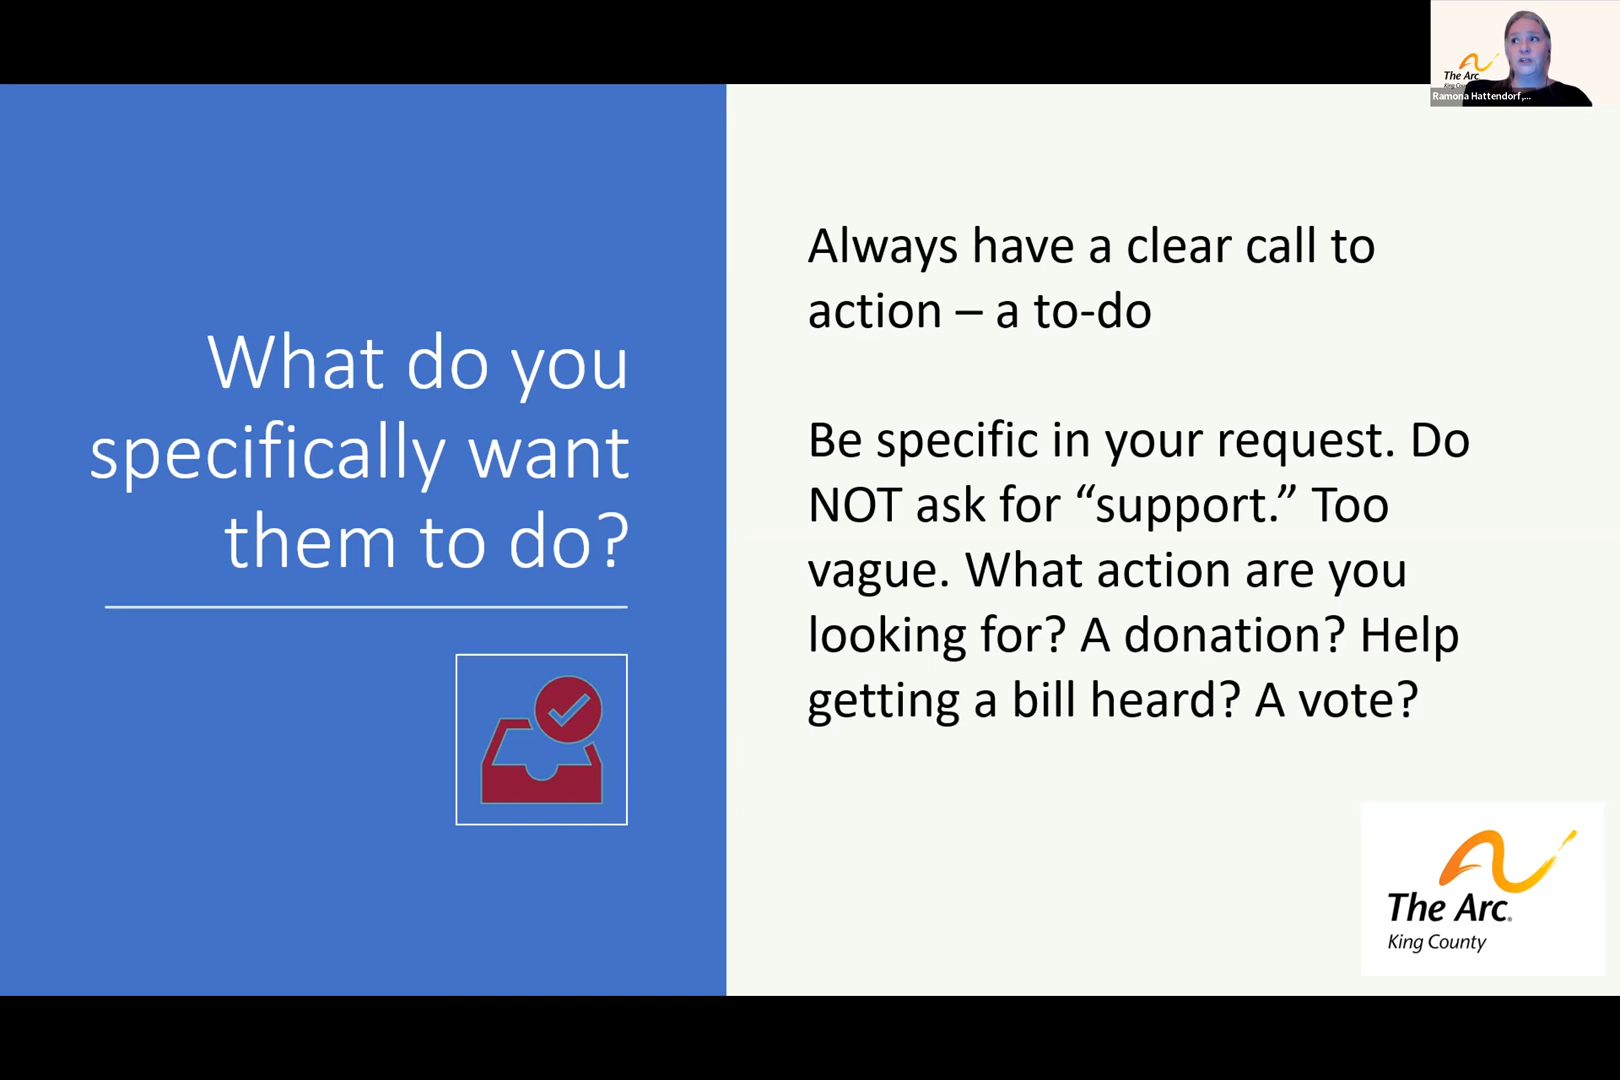 The Arc
King Cou
Ramona Hattendorf,...
What do you
specifically want
them to do?
Always have a clear call to
action – a to-do
Be specific in your request. Do
NOT ask for “support.” Too
vague. What action are you
looking for? A donation? Help
getting a bill heard? A vote?
The Arc®
King County